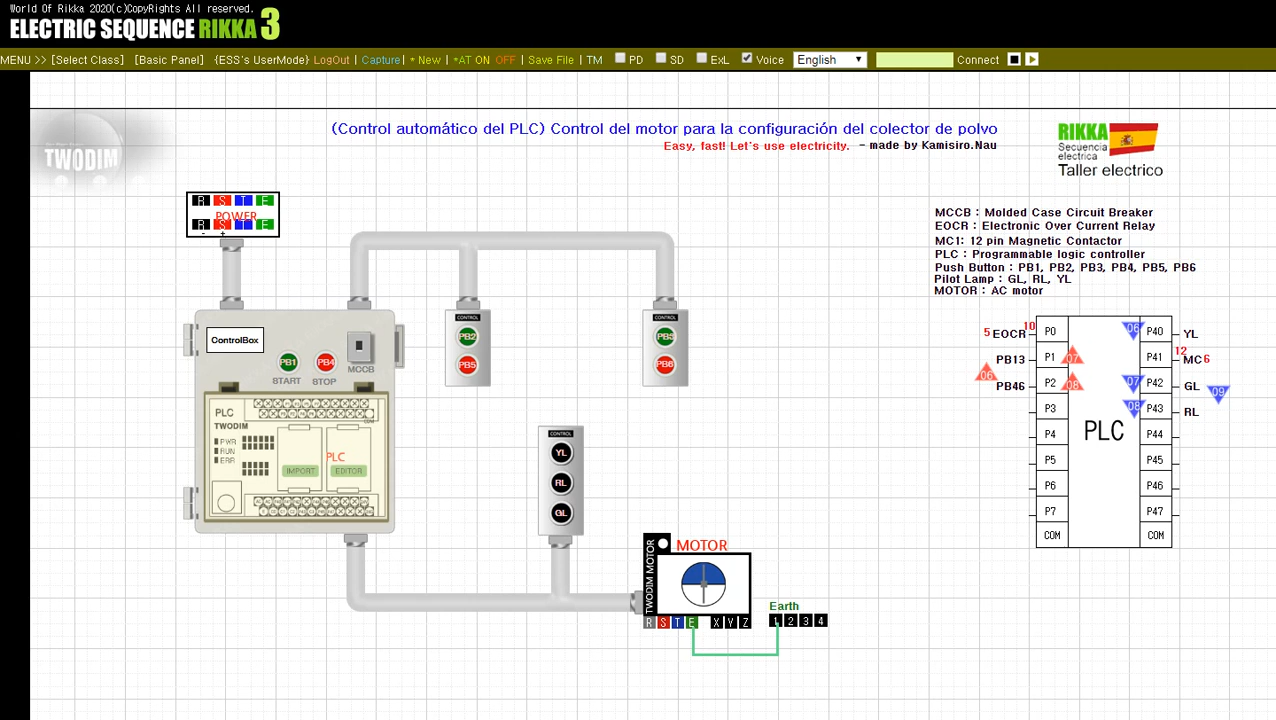 World Of Rikka 2020(c)CopyRights All rights reserved.
ELECTRIC SEQUENCE RIKKA 3
MENU >> [Select Class] [Basic Panel] {ESS's UserMode} LogOut | Capture | * New | *AT ON OFF | Save File | TM PD SD ExL Voice English Connect
(Control automático del PLC) Control del motor para la configuración del colector de polvo
Easy, fast! Let's use electricity. - made by Kamisiro.Nau
TWODIM
RIKKA
Secuencia
electrica
Taller electrico
R S T E
POWER
R S T E
- +
MCCB : Molded Case Circuit Breaker
EOCR : Electronic Over Current Relay
MC1: 12 pin Magnetic Contactor
PLC : Programmable logic controller
Push Button : PB1, PB2, PB3, PB4, PB5, PB6
Pilot Lamp : GL, RL, YL
MOTOR : AC motor
ControlBox
PB1 PB4
START STOP MCCB
CONTROL
PB2
PB5
CONTROL
PB3
PB6
PLC
TWODIM
PWR
RUN
ERR
COM
PLC
IMPORT EDITOR
CONTROL
YL
RL
GL
TWODIM MOTOR
MOTOR
R S T E X Y Z
Earth
1 2 3 4
5 EOCR 10 P0 06 P40 YL
PB13 P1 07 P41 12 MC 6
06 PB46 P2 08 07 P42 GL 09
P3 08 P43 RL
P4 PLC P44
P5 P45
P6 P46
P7 P47
COM COM